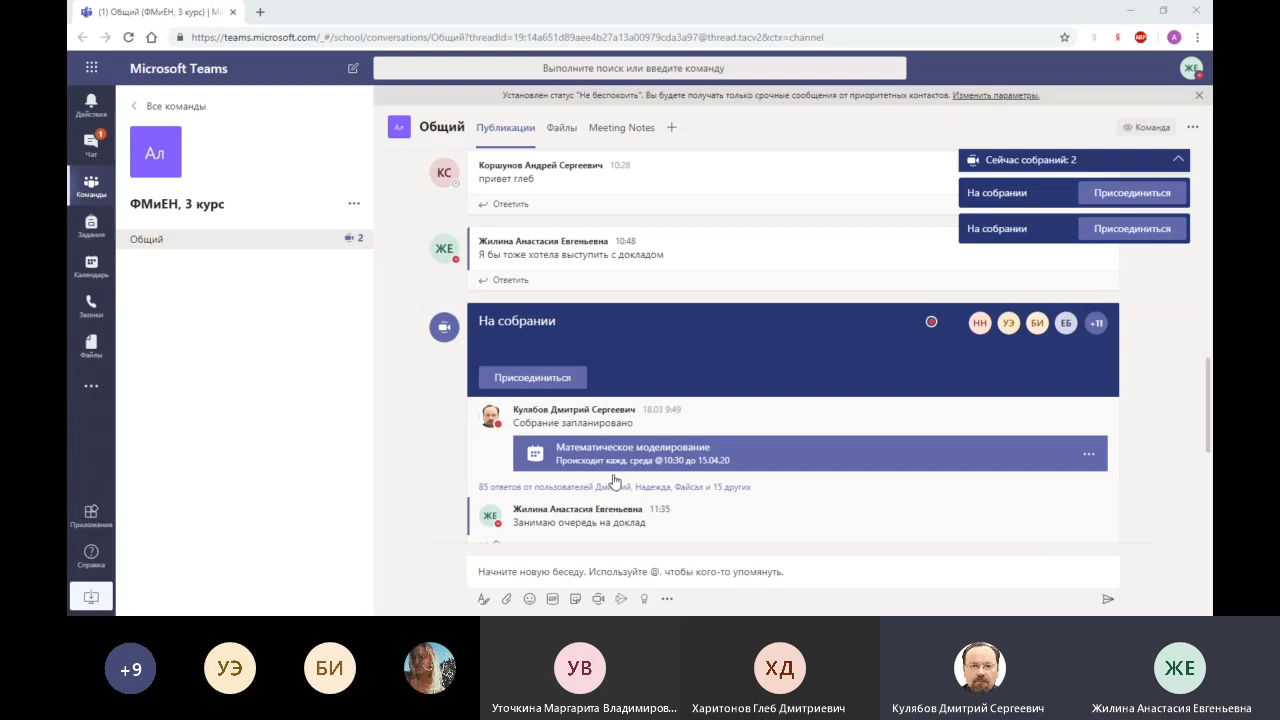 (1) Общий (ФМиЕН, 3 курс) | Mi
https://teams.microsoft.com/_#/school/conversations/Общий?threadId=19:14a651d89aee4b27a13a00979cda3a97@thread.tacv2&ctx=channel
ABP
A
Microsoft Teams
Выполните поиск или введите команду
ЖЕ
Установлен статус "Не беспокоить". Вы будете получать только срочные сообщения от приоритетных контактов. Изменить параметры.
Действия
1
Чат
Команды
Задания
Календарь
Звонки
Файлы
Приложения
Справка
Все команды
Ал
ФМиЕН, 3 курс
Общий
2
Ал
Общий
Публикации
Файлы
Meeting Notes
Команда
Сейчас собраний: 2
На собрании
Присоединиться
На собрании
Присоединиться
КС
Коршунов Андрей Сергеевич 10:28
привет глеб
Ответить
ЖЕ
Жилина Анастасия Евгеньевна 10:48
Я бы тоже хотела выступить с докладом
Ответить
На собрании
НН
УЭ
БИ
ЕБ
+11
Присоединиться
Кулябов Дмитрий Сергеевич 18.03 9:49
Собрание запланировано
Математическое моделирование
Происходит кажд. среда @10:30 до 15.04.20
85 ответов от пользователей Дмитрий, Надежда, Файсал и 15 других
ЖЕ
Жилина Анастасия Евгеньевна 11:35
Занимаю очередь на доклад
Начните новую беседу. Используйте @, чтобы кого-то упомянуть.
GIF
+9
УЭ
БИ
УВ
ХД
ЖЕ
Уточкина Маргарита Владимиров...
Харитонов Глеб Дмитриевич
Кулябов Дмитрий Сергеевич
Жилина Анастасия Евгеньевна